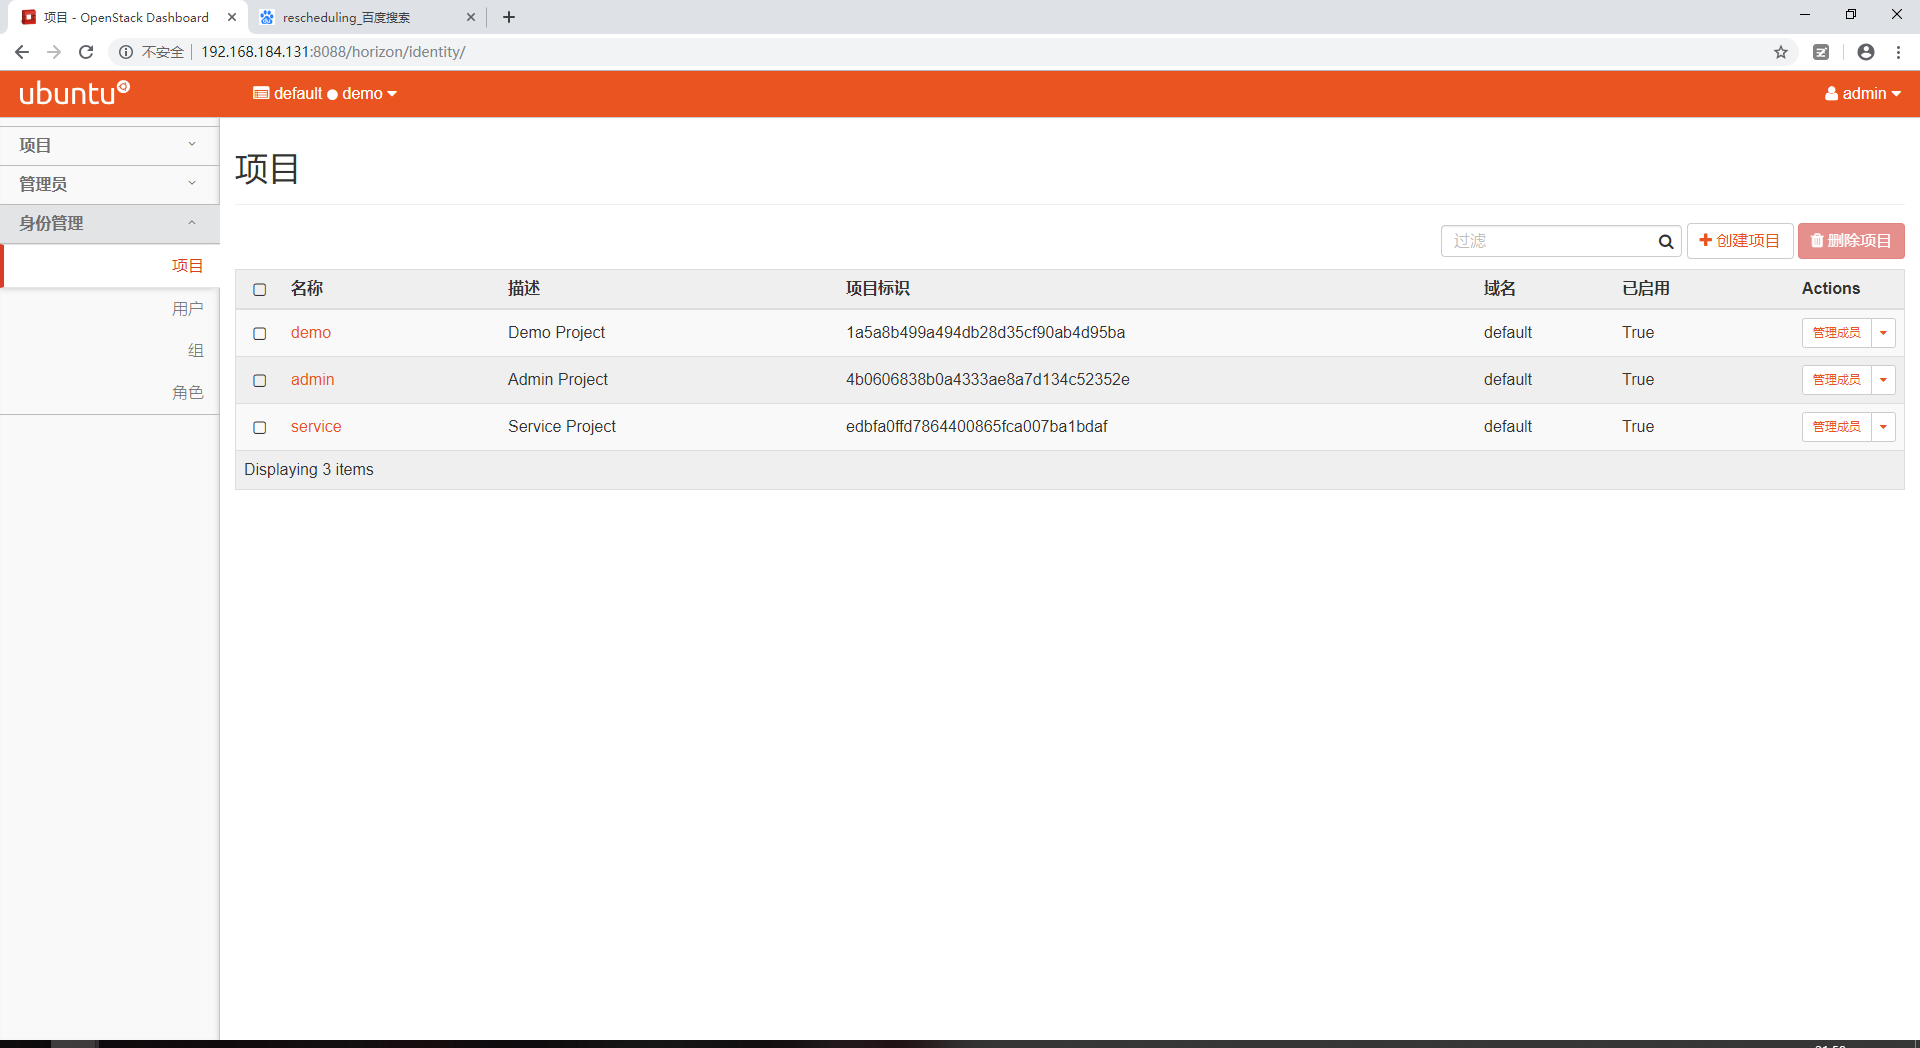 项目 - OpenStack Dashboard
rescheduling_百度搜索
不安全 192.168.184.131:8088/horizon/identity/
ubuntu default demo admin
项目
管理员
身份管理
项目
用户
组
角色
项目
过滤 创建项目 删除项目
名称 描述 项目标识 域名 已启用 Actions
demo Demo Project 1a5a8b499a494db28d35cf90ab4d95ba default True 管理成员
admin Admin Project 4b0606838b0a4333ae8a7d134c52352e default True 管理成员
service Service Project edbfa0ffd7864400865fca007ba1bdaf default True 管理成员
Displaying 3 items